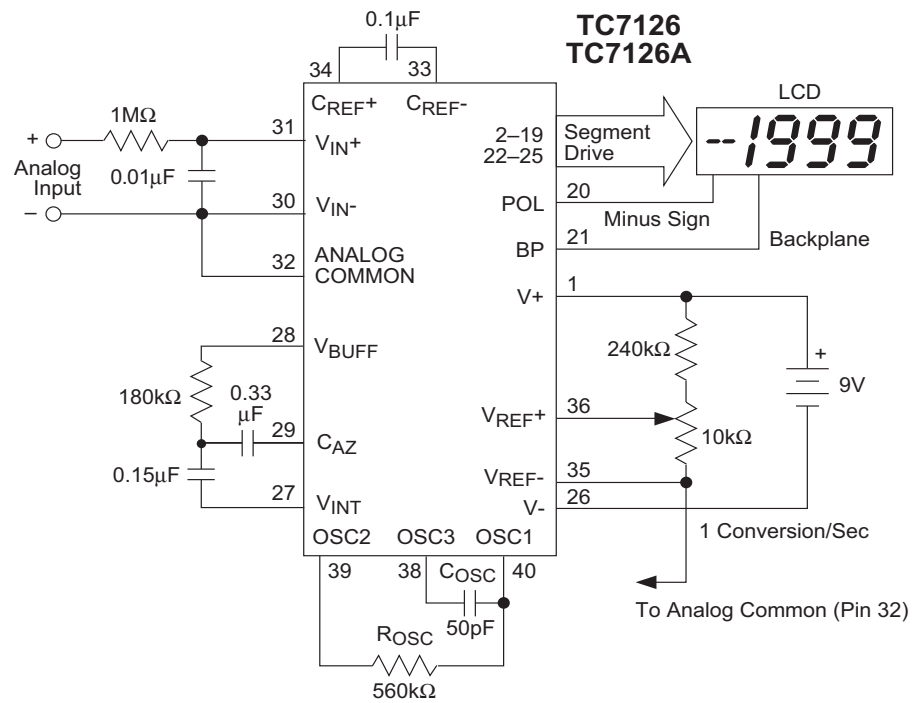 TC7126
TC7126A
0.1µF
34
33
CREF+
CREF-
LCD
1MΩ
+
31
VIN+
2–19
22–25
Segment
Drive
--1999
Analog
Input
0.01µF
20
POL
Minus Sign
–
30
VIN-
21
BP
Backplane
32
ANALOG
COMMON
1
V+
28
VBUFF
240kΩ
+
9V
180kΩ
0.33
µF
36
VREF+
10kΩ
29
CAZ
0.15µF
35
VREF-
27
VINT
26
V-
1 Conversion/Sec
OSC2
OSC3
OSC1
39
38
COSC
40
50pF
To Analog Common (Pin 32)
ROSC
560kΩ